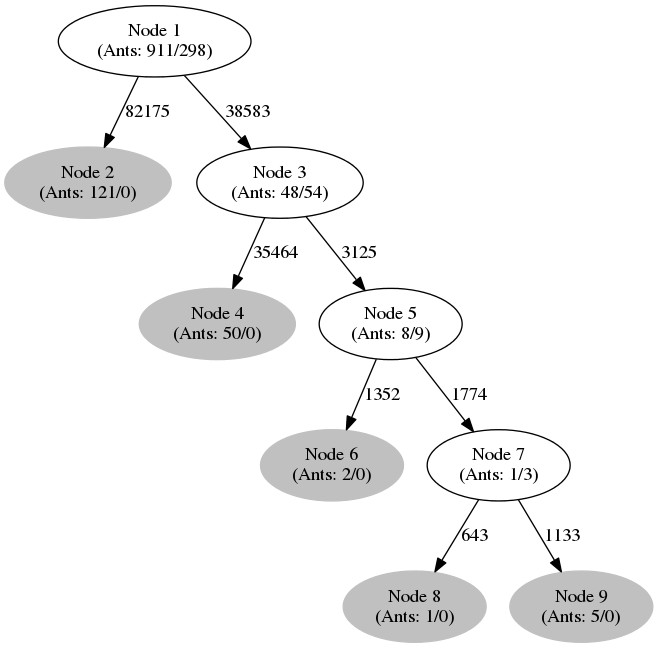 Node 1
(Ants: 911/298)
82175
38583
Node 2
(Ants: 121/0)
Node 3
(Ants: 48/54)
35464
3125
Node 4
(Ants: 50/0)
Node 5
(Ants: 8/9)
1352
1774
Node 6
(Ants: 2/0)
Node 7
(Ants: 1/3)
643
1133
Node 8
(Ants: 1/0)
Node 9
(Ants: 5/0)